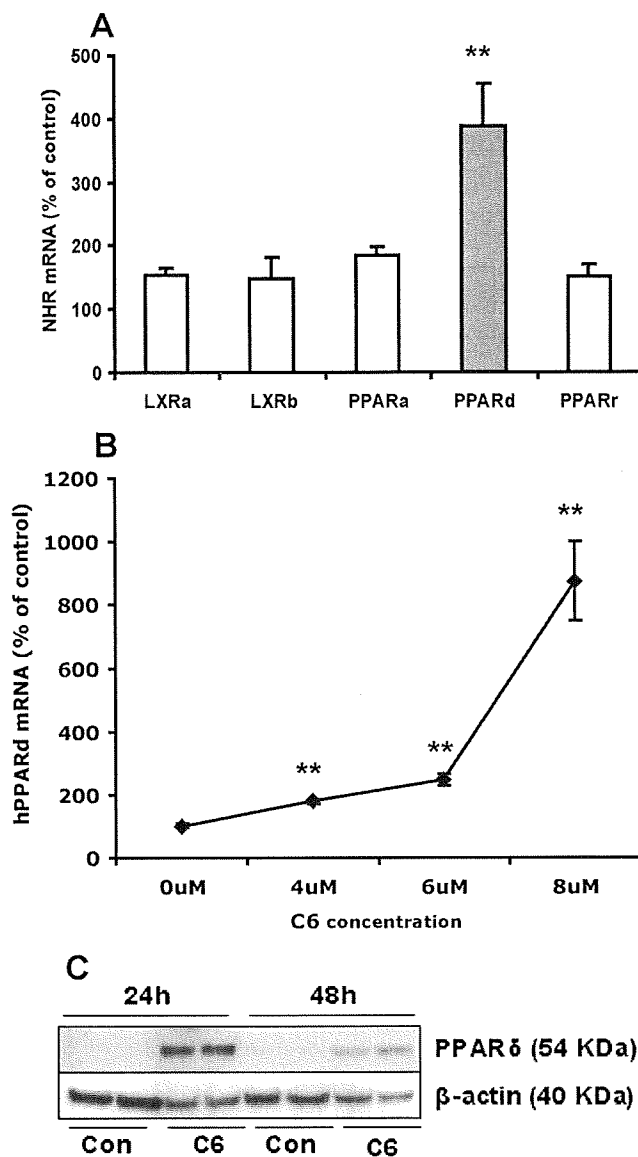 A
**
500
400
300
200
100
0
NHR mRNA (% of control)
LXRa LXRb PPARa PPARd PPARr
B
1200
1000
800
600
400
200
0
hPPARd mRNA (% of control)
**
**
**
0uM 4uM 6uM 8uM
C6 concentration
C
24h 48h
PPARδ (54 KDa)
β-actin (40 KDa)
Con C6 Con C6